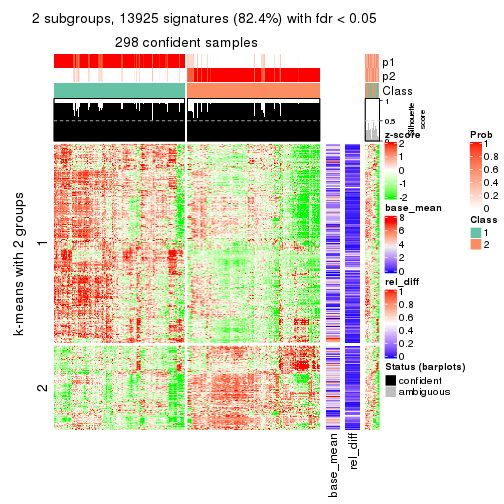 2 subgroups, 13925 signatures (82.4%) with fdr < 0.05
298 confident samples
p1
p2
Class
1
0.5
0
Silhouette
score
k-means with 2 groups
1
2
base_mean
rel_diff
z-score
2
1
0
-1
-2
base_mean
8
6
4
2
0
rel_diff
1
0.8
0.6
0.4
0.2
0
Status (barplots)
confident
ambiguous
Prob
1
0.8
0.6
0.4
0.2
0
Class
1
2